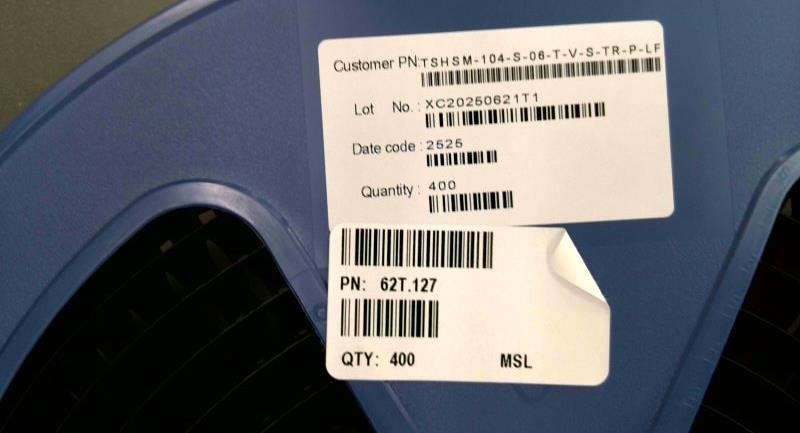 Customer PN:TSHSM-104-S-06-T-V-S-TR-P-LF
Lot No. : XC20250621T1
Date code : 2525
Quantity : 400
PN: 62T.127
QTY: 400 MSL